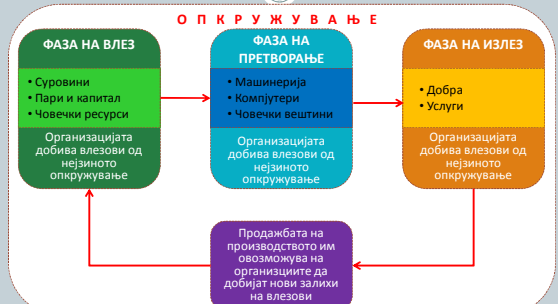 О П К Р У Ж У В А Њ Е
ФАЗА НА ВЛЕЗ
• Суровини
• Пари и капитал
• Човечки ресурси
Организацијата
добива влезови од
нејзиното
опкружување
ФАЗА НА
ПРЕТВОРАЊЕ
• Машинерија
• Компјутери
• Човечки вештини
Организацијата
добива влезови од
нејзиното
опкружување
ФАЗА НА ИЗЛЕЗ
• Добра
• Услуги
Организацијата
добива влезови од
нејзиното
опкружување
Продажбата на
производството им
овозможува на
организциите да
добијат нови залихи
на влезови